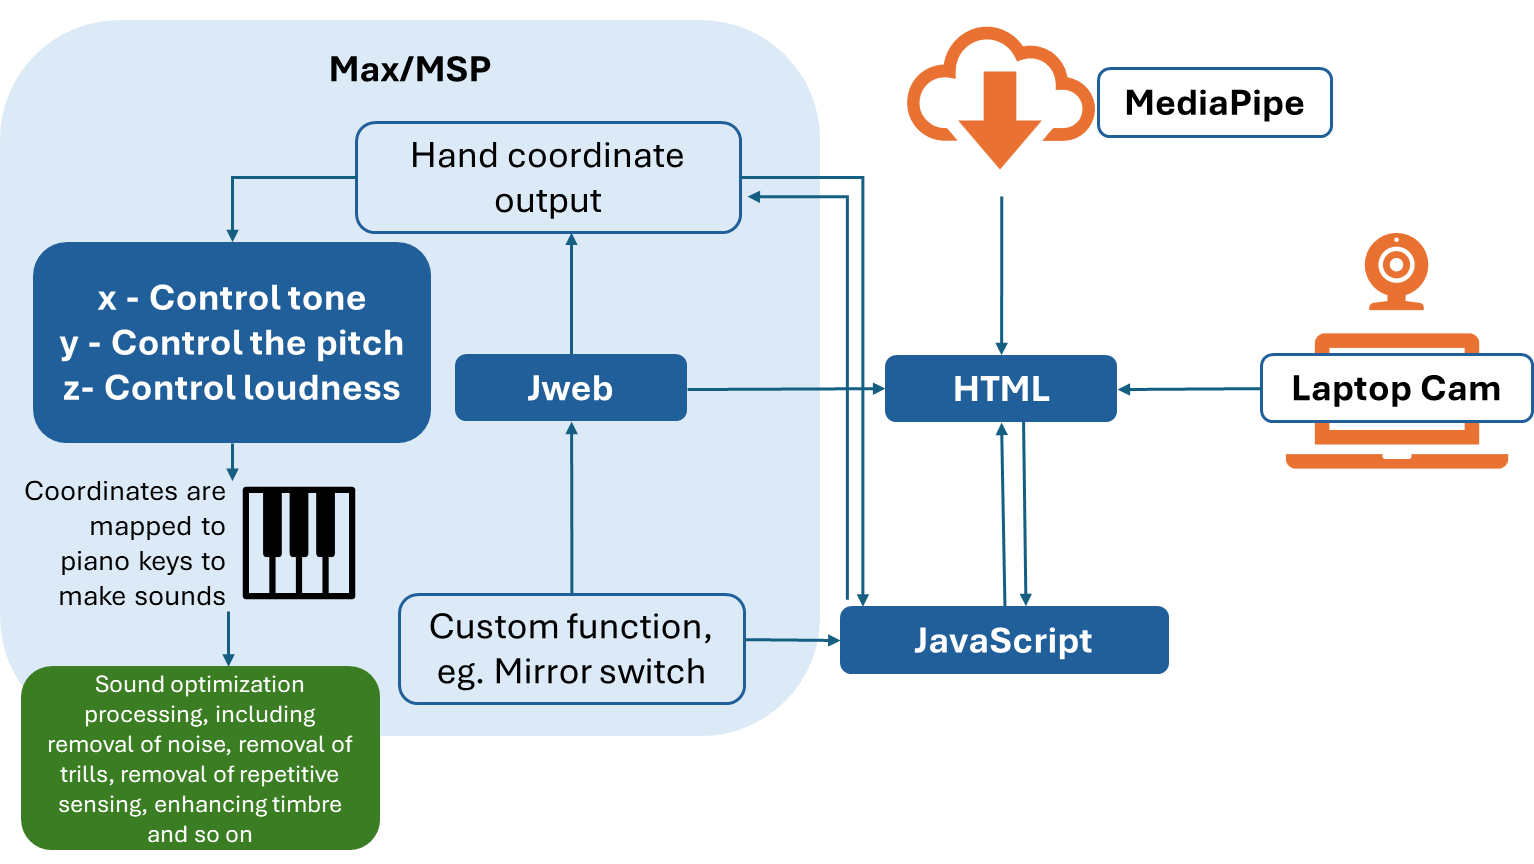 Max/MSP
MediaPipe
Hand coordinate
output
x - Control tone
y - Control the pitch
z- Control loudness
Jweb
HTML
Laptop Cam
Coordinates are
mapped to
piano keys to
make sounds
Custom function,
eg. Mirror switch
JavaScript
Sound optimization
processing, including
removal of noise, removal of
trills, removal of repetitive
sensing, enhancing timbre
and so on